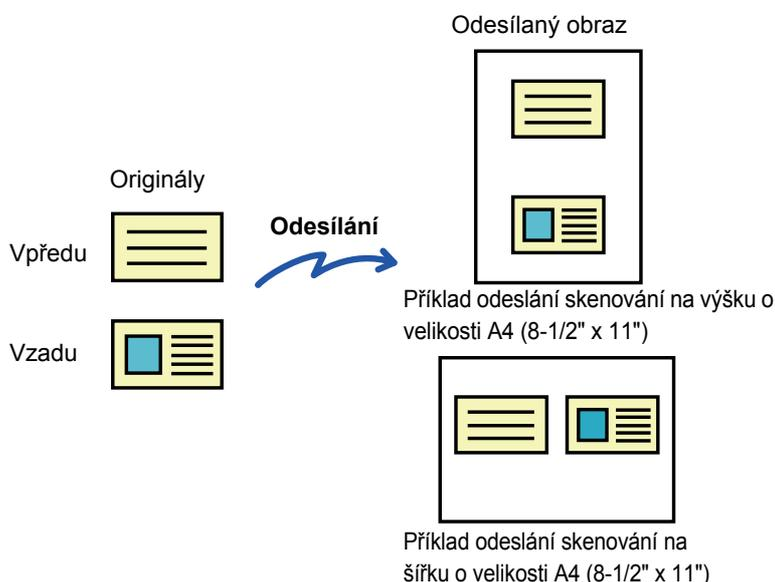 Odesílaný obraz
Originály
Vpředu
Odesílání
Vzadu
Příklad odeslání skenování na výšku o
velikosti A4 (8-1/2" x 11")
Příklad odeslání skenování na
šířku o velikosti A4 (8-1/2" x 11")